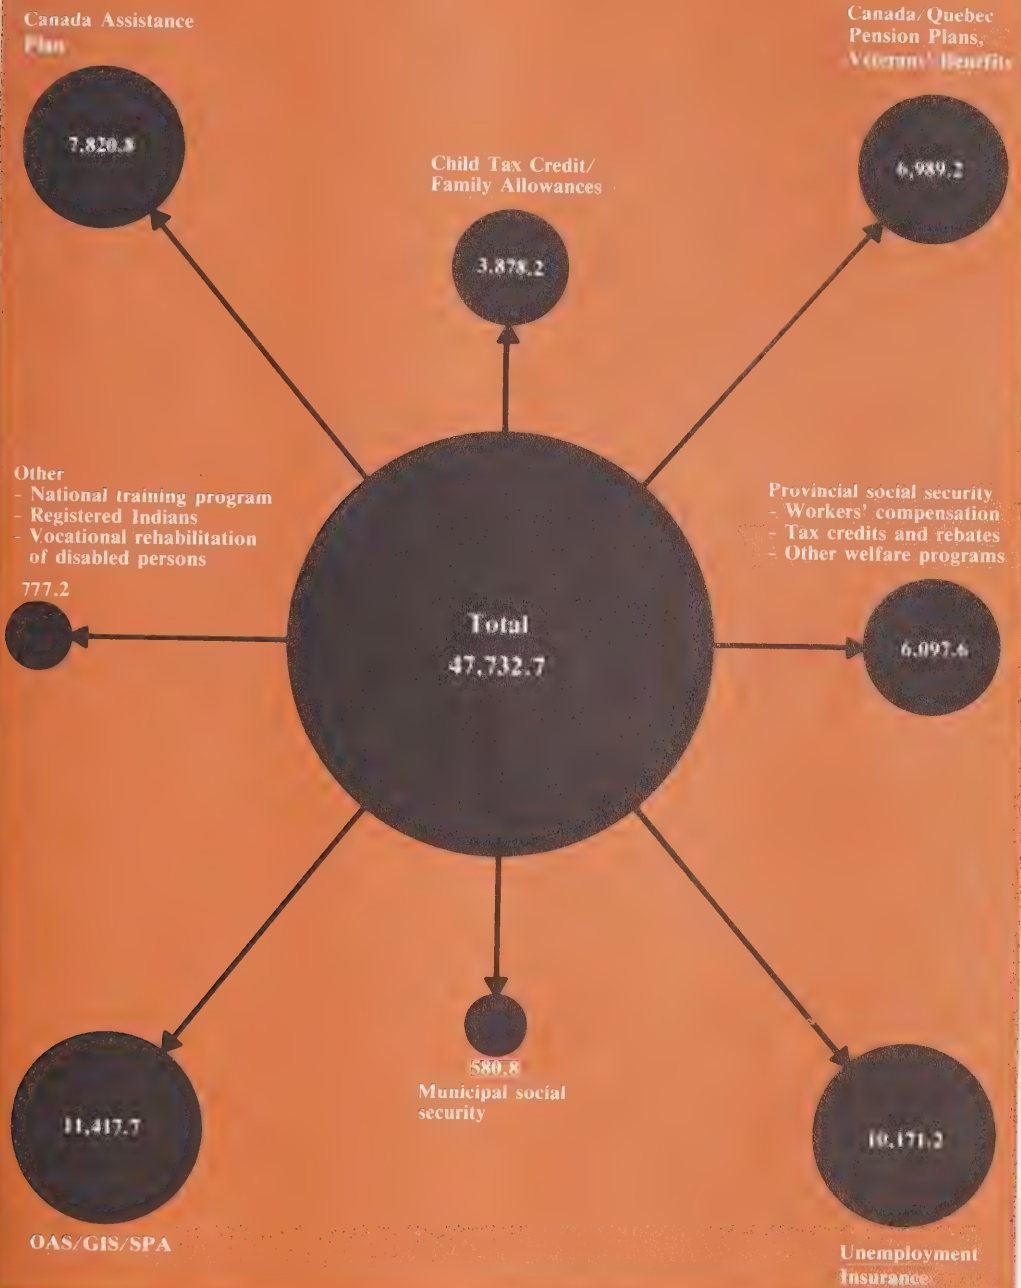 Canada Assistance
Plan
7,820.8
Canada/Quebec
Pension Plans,
Veterans' Benefits
6,989.2
Child Tax Credit/
Family Allowances
3,878.2
Other
- National training program
- Registered Indians
- Vocational rehabilitation
of disabled persons
777.2
Total
47,732.7
Provincial social security
- Workers' compensation
- Tax credits and rebates
- Other welfare programs
6,097.6
11,417.7
OAS/GIS/SPA
580.8
Municipal social
security
10,171.2
Unemployment
Insurance